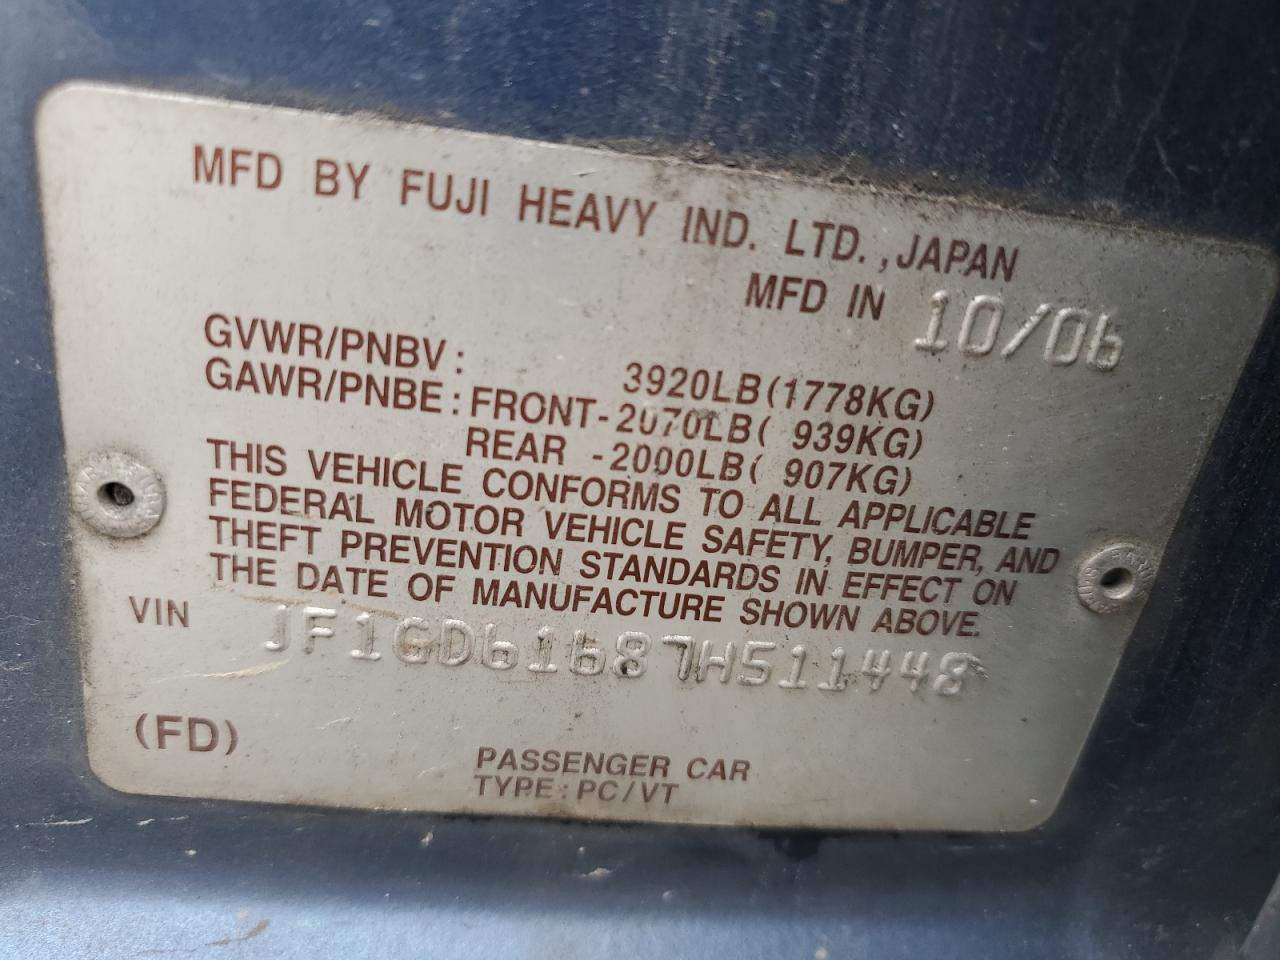 MFD BY FUJI HEAVY IND. LTD.,JAPAN
MFD IN 10/06
GVWR/PNBV: 3920LB(1778KG)
GAWR/PNBE:FRONT-2070LB( 939KG)
REAR -2000LB( 907KG)
THIS VEHICLE CONFORMS TO ALL APPLICABLE
FEDERAL MOTOR VEHICLE SAFETY, BUMPER, AND
THEFT PREVENTION STANDARDS IN EFFECT ON
THE DATE OF MANUFACTURE SHOWN ABOVE.
VIN JF1GD61687H511448
(FD)
PASSENGER CAR
TYPE:PC/VT